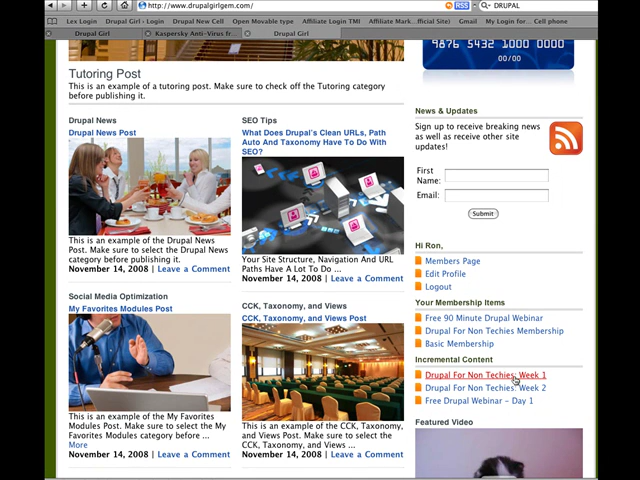 http://www.drupalgirlgem.com/
RSS
DRUPAL
Lex Login
Drupal Girl - Login
Drupal New Cell
Open Movable type
Affiliate Login TMI
Affiliate Mark...fficial Site)
Gmail
My Login for... Cell phone
Drupal Girl
Kaspersky Anti-Virus fr...
Drupal Girl
9876 5432 1000 0000
00/00
Tutoring Post
This is an example of a tutoring post. Make sure to check off the Tutoring category
before publishing it.
Drupal News
Drupal News Post
This is an example of the Drupal News
Post. Make sure to select the Drupal
News category before publishing it.
November 14, 2008 | Leave a Comment
SEO Tips
What Does Drupal's Clean URLs, Path
Auto And Taxonomy Have To Do With
SEO?
Your Site Structure, Navigation And URL
Paths Have A Lot To Do ...
November 14, 2008 | Leave a Comment
Social Media Optimization
My Favorites Modules Post
This is an example of the My Favorites
Modules Post. Make sure to select the My
Favorites Modules category before ...
More
November 14, 2008 | Leave a Comment
CCK, Taxonomy, and Views
CCK, Taxonomy, and Views Post
This is an example of the CCK, Taxonomy,
and Views Post. Make sure to select the
CCK, Taxonomy, and Views ...
November 14, 2008 | Leave a Comment
News & Updates
Sign up to receive breaking news
as well as receive other site
updates!
First
Name:
Email:
Submit
Hi Ron,
Members Page
Edit Profile
Logout
Your Membership Items
Free 90 Minute Drupal Webinar
Drupal For Non Techies Membership
Basic Membership
Incremental Content
Drupal For Non Techies: Week 1
Drupal For Non Techies: Week 2
Free Drupal Webinar - Day 1
Featured Video